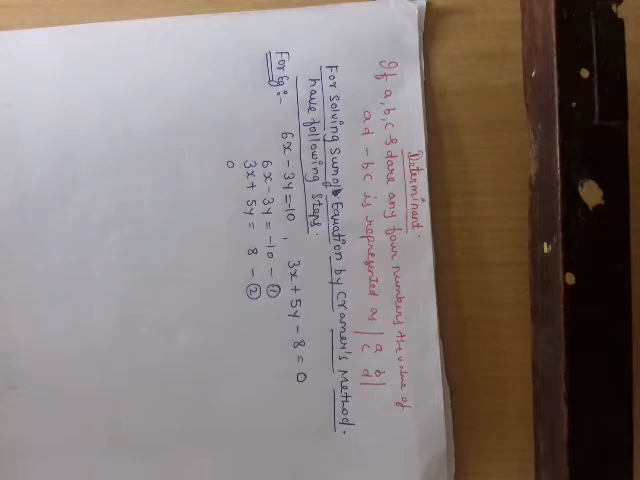 Determinant.
If a, b, c & d are any four numbers the value of
ad - bc is represented as | a b |
| c d |
For solving Equation by Cramer's Method.
have following steps.
For Eg:- 6x - 3y = -10, 3x + 5y - 8 = 0
6x - 3y = -10 - ①
3x + 5y = 8 - ②